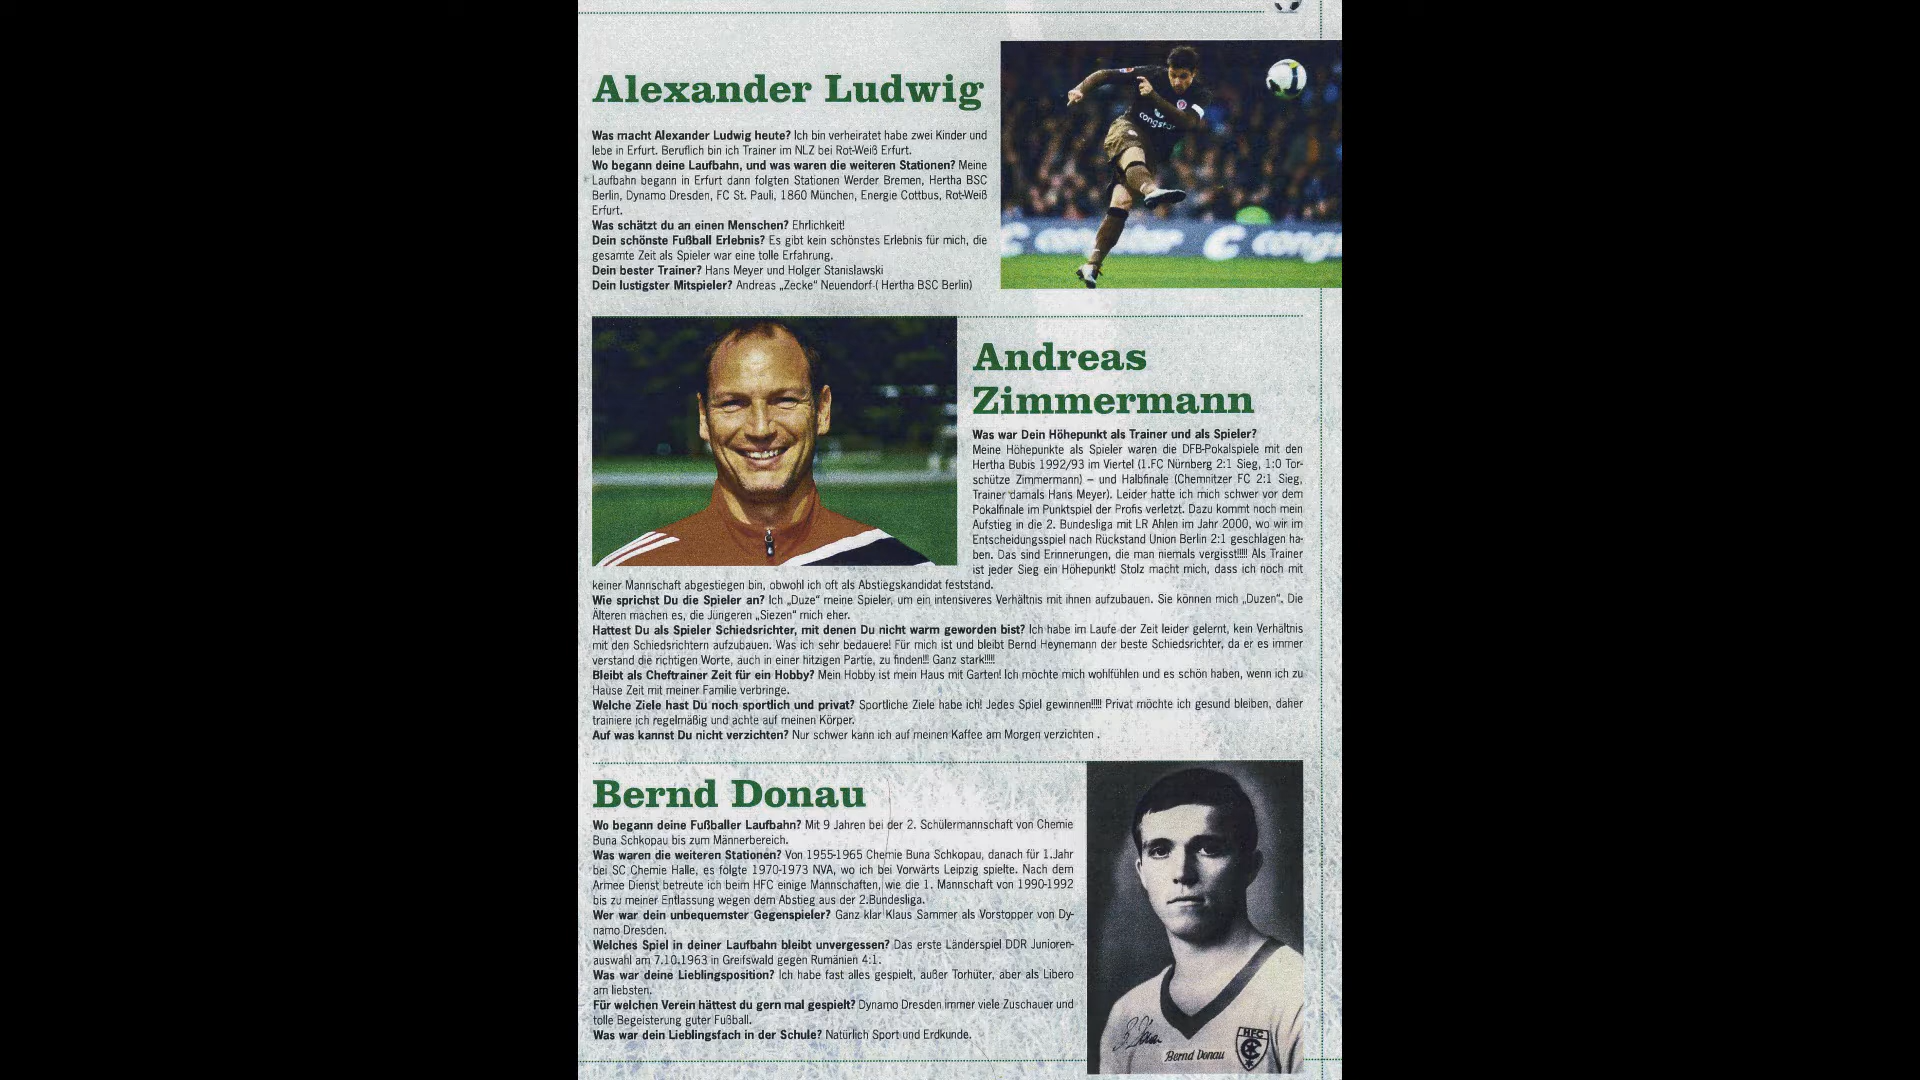 Alexander Ludwig
Was macht Alexander Ludwig heute? Ich bin verheiratet habe zwei Kinder und
lebe in Erfurt. Beruflich bin ich Trainer im NLZ bei Rot-Weiß Erfurt.
Wo begann deine Laufbahn, und was waren die weiteren Stationen? Meine
Laufbahn begann in Erfurt dann folgten Stationen Werder Bremen, Hertha BSC
Berlin, Dynamo Dresden, FC St. Pauli, 1860 München, Energie Cottbus, Rot-Weiß
Erfurt.
Was schätzt du an einen Menschen? Ehrlichkeit!
Dein schönste Fußball Erlebnis? Es gibt kein schönstes Erlebnis für mich, die
gesamte Zeit als Spieler war eine tolle Erfahrung.
Dein bester Trainer? Hans Meyer und Holger Stanislawski
Dein lustigster Mitspieler? Andreas „Zecke“ Neuendorf ( Hertha BSC Berlin)
congstar
congstar
cong
Andreas
Zimmermann
Was war Dein Höhepunkt als Trainer und als Spieler?
Meine Höhepunkte als Spieler waren die DFB-Pokalspiele mit den
Hertha Bubis 1992/93 im Viertel (1.FC Nürnberg 2:1 Sieg, 1:0 Tor-
schütze Zimmermann) – und Halbfinale (Chemnitzer FC 2:1 Sieg,
Trainer damals Hans Meyer). Leider hatte ich mich schwer vor dem
Pokalfinale im Punktspiel der Profis verletzt. Dazu kommt noch mein
Aufstieg in die 2. Bundesliga mit LR Ahlen im Jahr 2000, wo wir im
Entscheidungsspiel nach Rückstand Union Berlin 2:1 geschlagen ha-
ben. Das sind Erinnerungen, die man niemals vergisst!!!!! Als Trainer
ist jeder Sieg ein Höhepunkt! Stolz macht mich, dass ich noch mit
keiner Mannschaft abgestiegen bin, obwohl ich oft als Abstiegskandidat feststand.
Wie sprichst Du die Spieler an? Ich „Duze“ meine Spieler, um ein intensiveres Verhältnis mit ihnen aufzubauen. Sie können mich „Duzen“. Die
Älteren machen es, die Jüngeren „Siezen“ mich eher.
Hattest Du als Spieler Schiedsrichter, mit denen Du nicht warm geworden bist? Ich habe im Laufe der Zeit leider gelernt, kein Verhältnis
mit den Schiedsrichtern aufzubauen. Was ich sehr bedauere! Für mich ist und bleibt Bernd Heynemann der beste Schiedsrichter, da er es immer
verstand die richtigen Worte, auch in einer hitzigen Partie, zu finden!!! Ganz stark!!!!!
Bleibt als Cheftrainer Zeit für ein Hobby? Mein Hobby ist mein Haus mit Garten! Ich möchte mich wohlfühlen und es schön haben, wenn ich zu
Hause Zeit mit meiner Familie verbringe.
Welche Ziele hast Du noch sportlich und privat? Sportliche Ziele habe ich! Jedes Spiel gewinnen!!!!! Privat möchte ich gesund bleiben, daher
trainiere ich regelmäßig und achte auf meinen Körper.
Auf was kannst Du nicht verzichten? Nur schwer kann ich auf meinen Kaffee am Morgen verzichten .
Bernd Donau
Wo begann deine Fußballer Laufbahn? Mit 9 Jahren bei der 2. Schülermannschaft von Chemie
Buna Schkopau bis zum Männerbereich.
Was waren die weiteren Stationen? Von 1955-1965 Chemie Buna Schkopau, danach für 1.Jahr
bei SC Chemie Halle, es folgte 1970-1973 NVA, wo ich bei Vorwärts Leipzig spielte. Nach dem
Armee Dienst betreute ich beim HFC einige Mannschaften, wie die 1. Mannschaft von 1990-1992
bis zu meiner Entlassung wegen dem Abstieg aus der 2.Bundesliga.
Wer war dein unbequemster Gegenspieler? Ganz klar Klaus Sammer als Vorstopper von Dy-
namo Dresden.
Welches Spiel in deiner Laufbahn bleibt unvergessen? Das erste Länderspiel DDR Junioren-
auswahl am 7.10.1963 in Greifswald gegen Rumänien 4:1.
Was war deine Lieblingsposition? Ich habe fast alles gespielt, außer Torhüter, aber als Libero
am liebsten.
Für welchen Verein hättest du gern mal gespielt? Dynamo Dresden immer viele Zuschauer und
tolle Begeisterung guter Fußball.
Was war dein Lieblingsfach in der Schule? Natürlich Sport und Erdkunde.
HFC
Bernd Donau